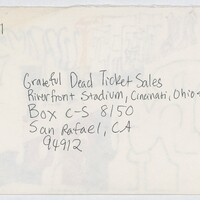 Grateful Dead Ticket Sales
Riverfront Stadium, Cincinati, Ohio
Box C-S 8150
San Rafael, CA
94912